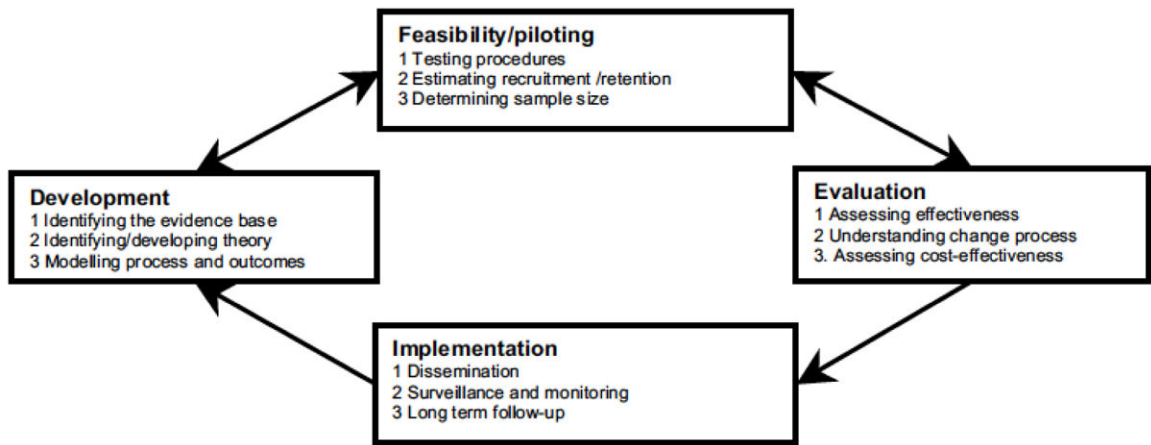 Feasibility/piloting
1 Testing procedures
2 Estimating recruitment /retention
3 Determining sample size
Development
1 Identifying the evidence base
2 Identifying/developing theory
3 Modelling process and outcomes
Evaluation
1 Assessing effectiveness
2 Understanding change process
3. Assessing cost-effectiveness
Implementation
1 Dissemination
2 Surveillance and monitoring
3 Long term follow-up